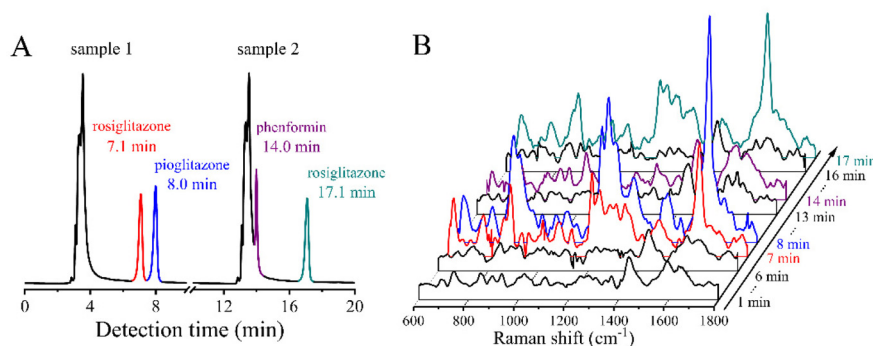 A
sample 1
sample 2
rosiglitazone
7.1 min
pioglitazone
8.0 min
phenformin
14.0 min
rosiglitazone
17.1 min
0 4 8 12 16 20
Detection time (min)
B
17 min
16 min
14 min
13 min
8 min
7 min
6 min
1 min
600 800 1000 1200 1400 1600 1800
Raman shift (cm⁻¹)